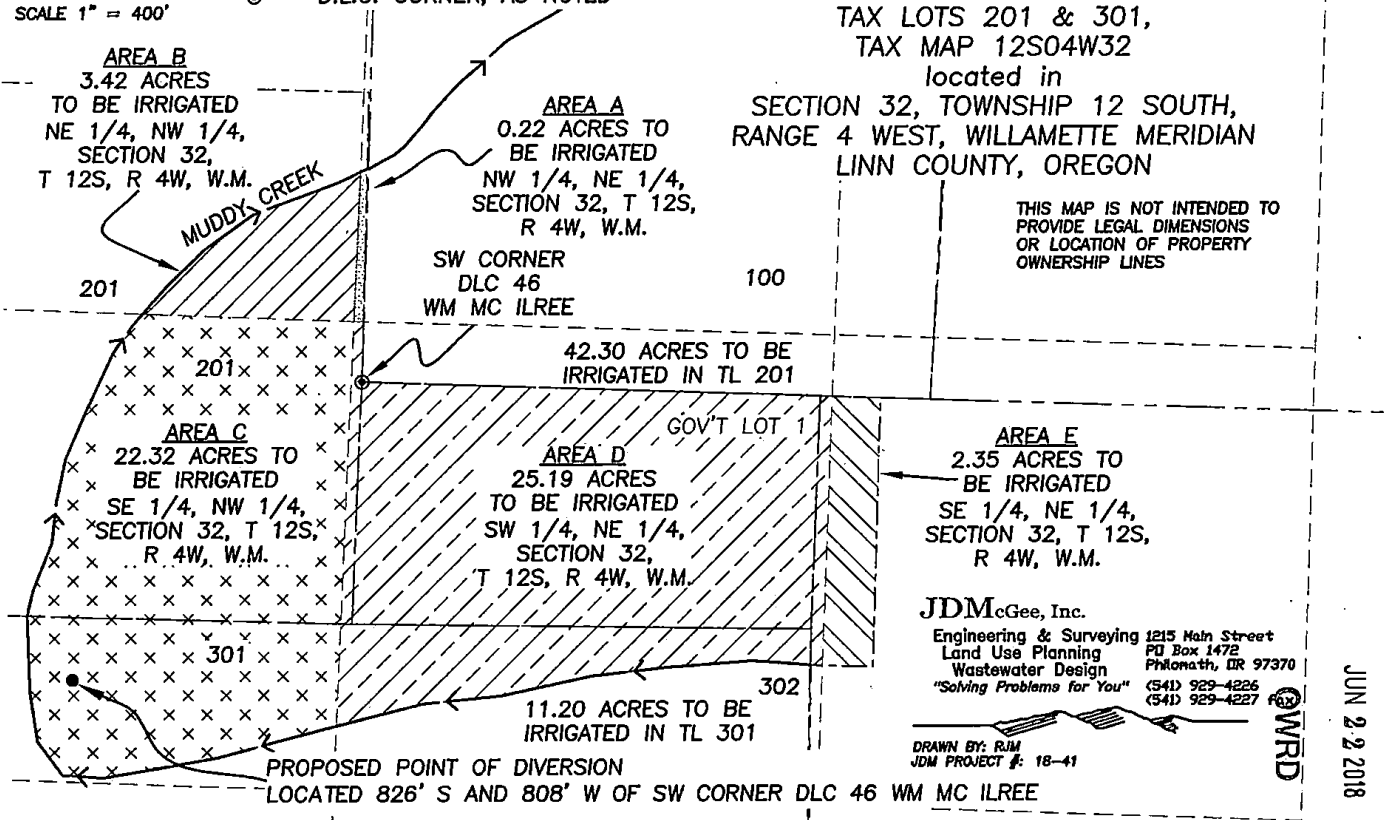 SCALE 1" = 400'
D.L.C. CORNER, AS NOTED
TAX LOTS 201 & 301,
TAX MAP 12S04W32
located in
SECTION 32, TOWNSHIP 12 SOUTH,
RANGE 4 WEST, WILLAMETTE MERIDIAN
LINN COUNTY, OREGON
THIS MAP IS NOT INTENDED TO
PROVIDE LEGAL DIMENSIONS
OR LOCATION OF PROPERTY
OWNERSHIP LINES
AREA B
3.42 ACRES
TO BE IRRIGATED
NE 1/4, NW 1/4,
SECTION 32,
T 12S, R 4W, W.M.
AREA A
0.22 ACRES TO
BE IRRIGATED
NW 1/4, NE 1/4,
SECTION 32, T 12S,
R 4W, W.M.
MUDDY CREEK
SW CORNER
DLC 46
WM MC ILREE
201
100
42.30 ACRES TO BE
IRRIGATED IN TL 201
201
GOV'T LOT 1
AREA C
22.32 ACRES TO
BE IRRIGATED
SE 1/4, NW 1/4,
SECTION 32, T 12S,
R 4W, W.M.
AREA D
25.19 ACRES
TO BE IRRIGATED
SW 1/4, NE 1/4,
SECTION 32,
T 12S, R 4W, W.M.
AREA E
2.35 ACRES TO
BE IRRIGATED
SE 1/4, NE 1/4,
SECTION 32, T 12S,
R 4W, W.M.
301
302
11.20 ACRES TO BE
IRRIGATED IN TL 301
PROPOSED POINT OF DIVERSION
LOCATED 826' S AND 808' W OF SW CORNER DLC 46 WM MC ILREE
JDMcGee, Inc.
Engineering & Surveying
Land Use Planning
Wastewater Design
"Solving Problems for You"
1215 Main Street
PO Box 1472
Philomath, OR 97370
(541) 929-4226
(541) 929-4227 fax
DRAWN BY: RJM
JDM PROJECT #: 18-41
OWRD
JUN 22 2018